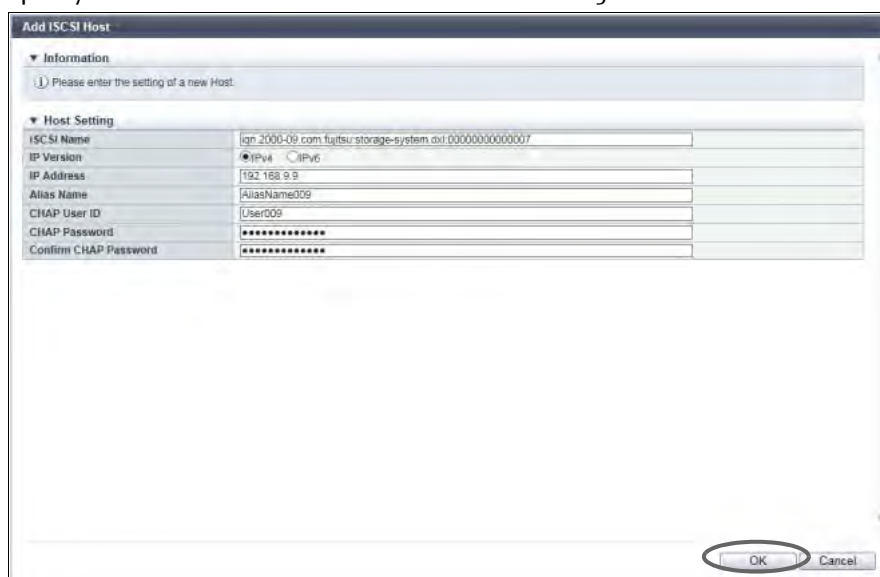 Add iSCSI Host
Information
Please enter the setting of a new Host.
Host Setting
iSCSI Name iqn.2000-09.com.fujitsu:storage-system.dxl:00000000000007
IP Version IPv4 IPv6
IP Address 192.168.9.9
Alias Name AliasName009
CHAP User ID User009
CHAP Password •••••••••••••
Confirm CHAP Password •••••••••••••
OK Cancel